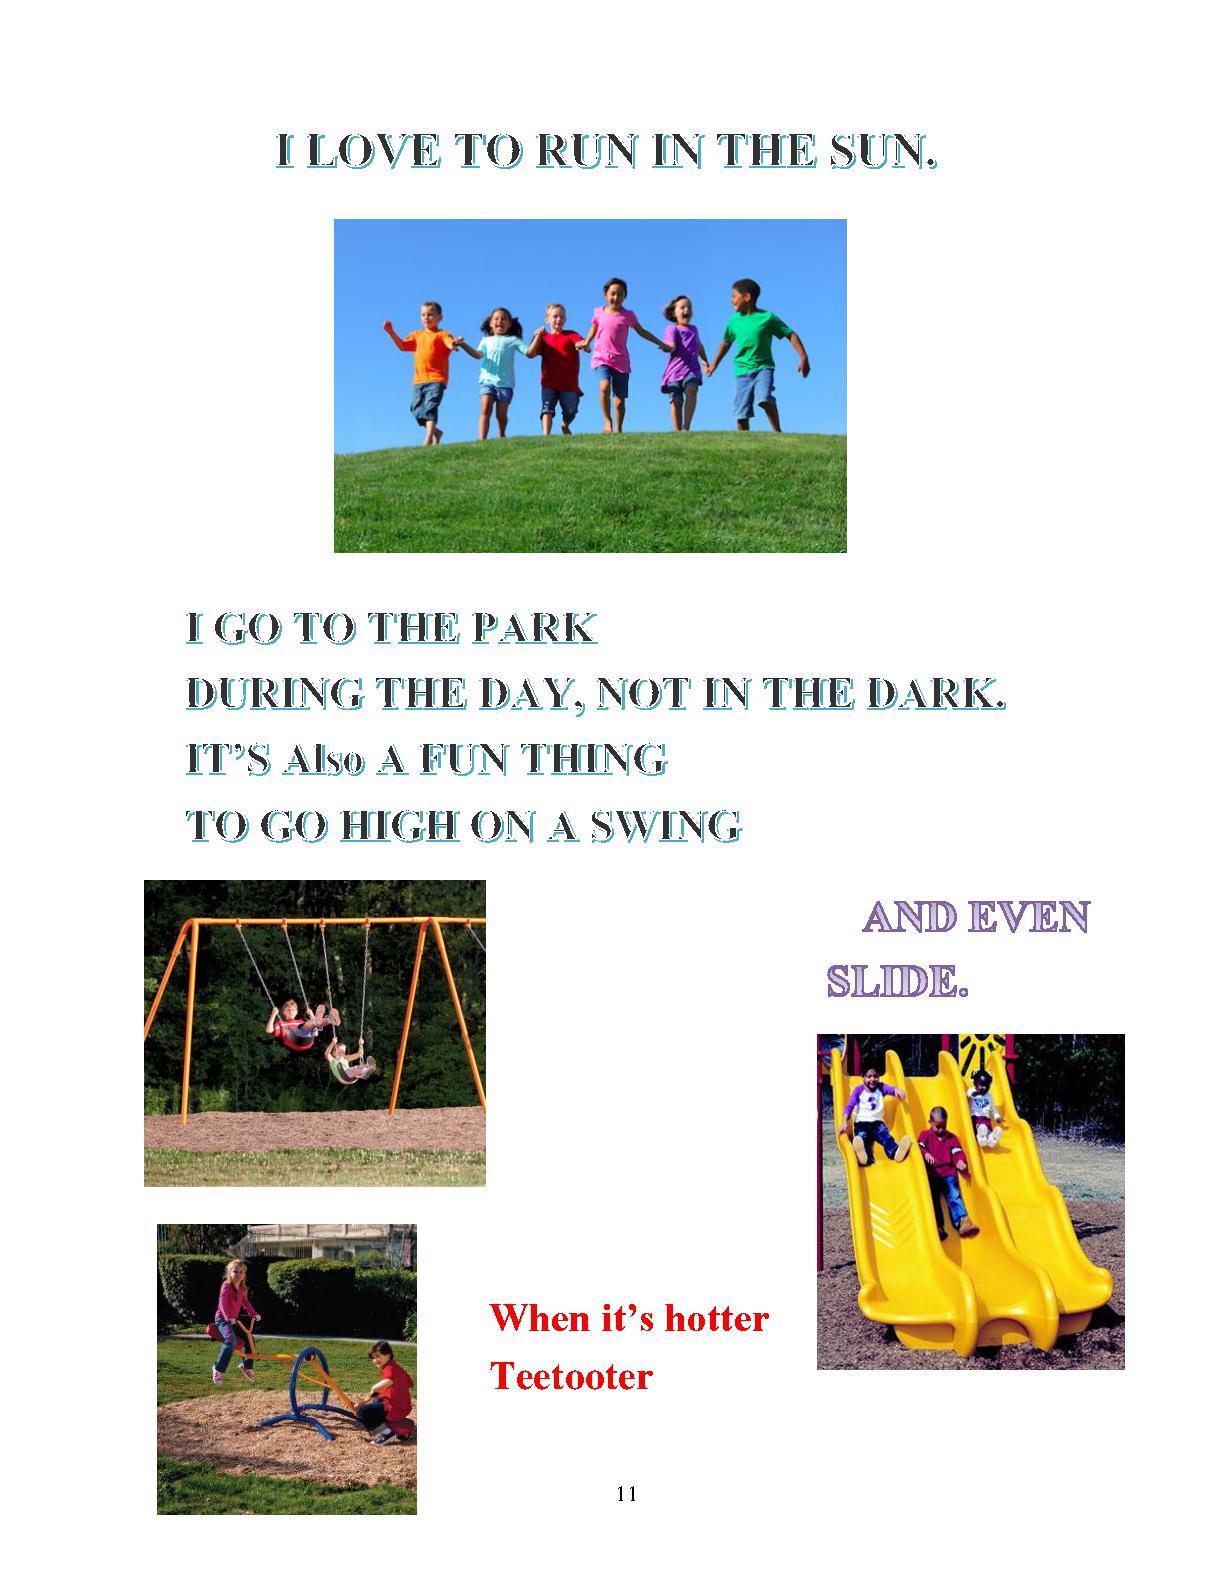 I LOVE TO RUN IN THE SUN.
I GO TO THE PARK
DURING THE DAY, NOT IN THE DARK.
IT’S Also A FUN THING
TO GO HIGH ON A SWING
AND EVEN
SLIDE.
When it’s hotter
Teetooter
11